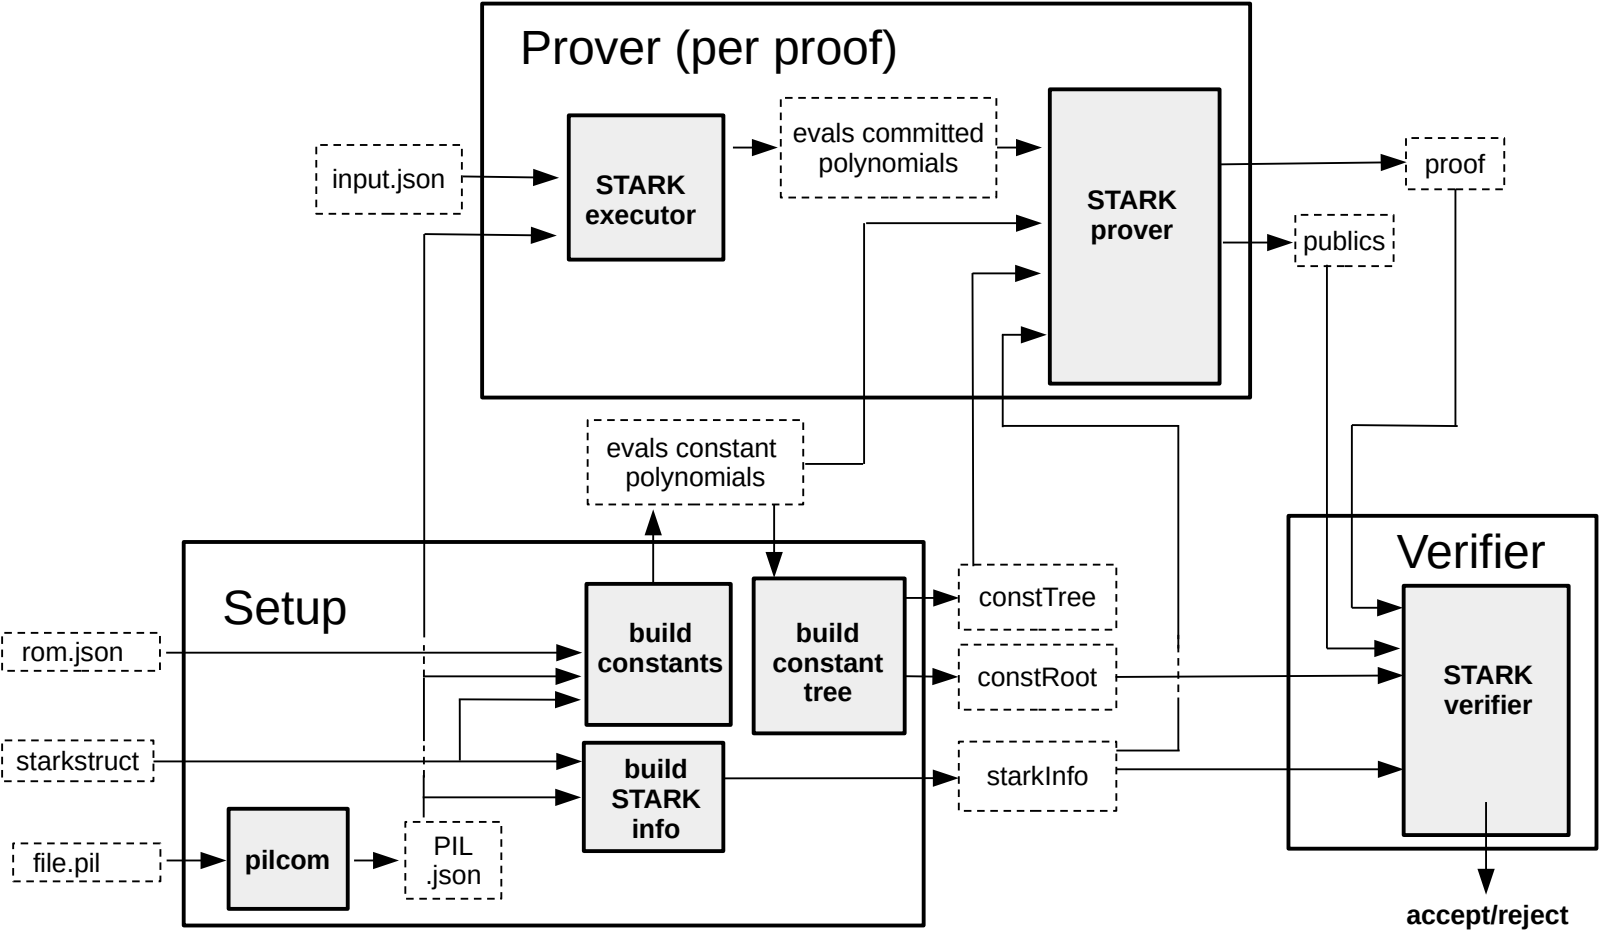 Prover (per proof)
input.json
STARK
executor
evals committed
polynomials
STARK
prover
proof
publics
evals constant
polynomials
Setup
rom.json
starkstruct
file.pil
pilcom
PIL
.json
build
constants
build
constant
tree
build
STARK
info
constTree
constRoot
starkInfo
Verifier
STARK
verifier
accept/reject